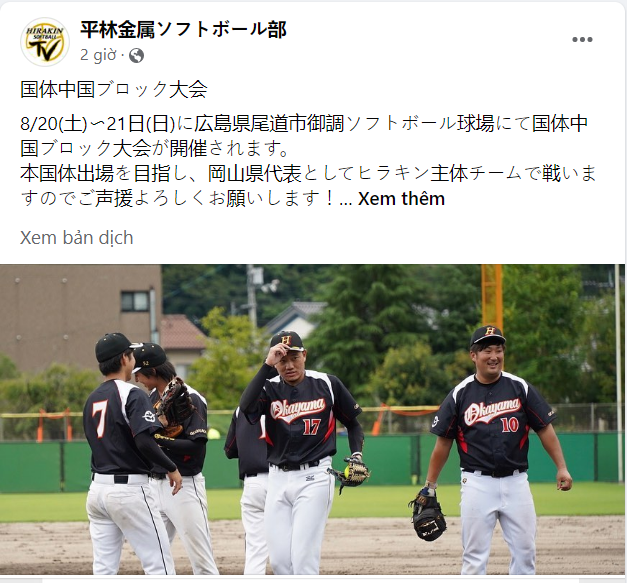 HIRAKIN
SOFTBALL
TV
平林金属ソフトボール部
2 giờ ·
国体中国ブロック大会
8/20(土)〜21日(日)に広島県尾道市御調ソフトボール球場にて国体中
国ブロック大会が開催されます。
本国体出場を目指し、岡山県代表としてヒラキン主体チームで戦いま
すのでご声援よろしくお願いします！... Xem thêm
Xem bản dịch
H
H
7
Okayama
17
Okayama
10